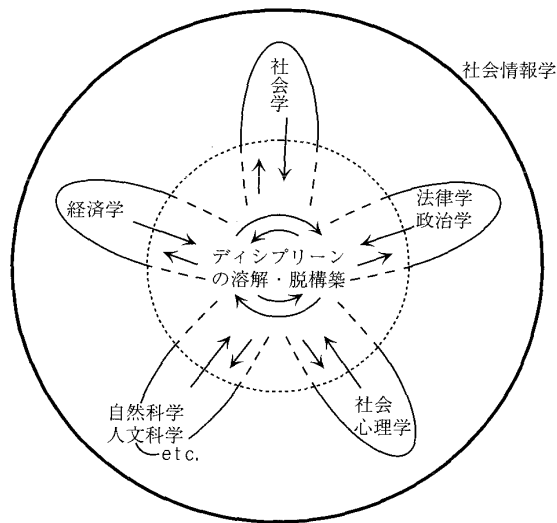 社会学
社会情報学
経済学
法律学
政治学
ディシプリーン
の溶解・脱構築
自然科学
人文科学
etc.
社会
心理学